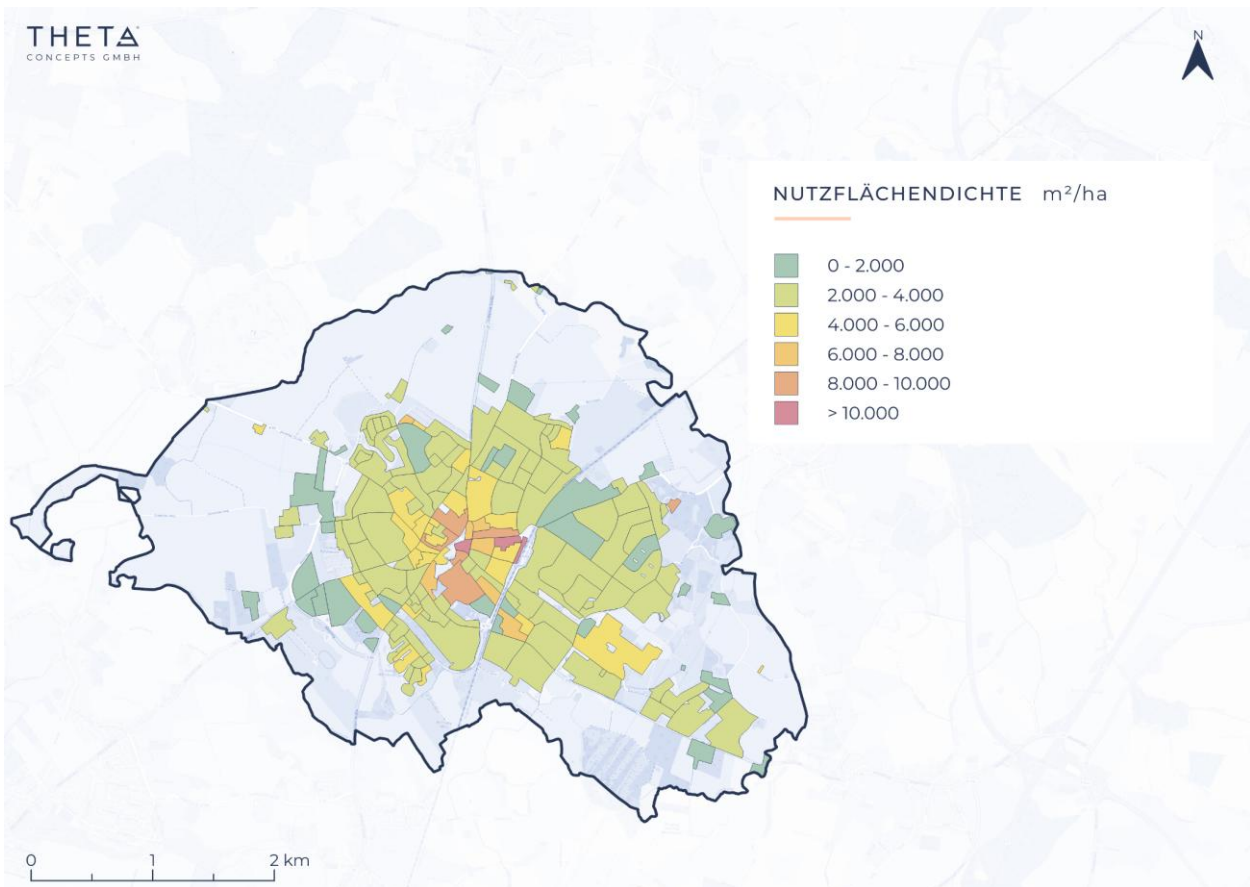 THETA
CONCEPTS GMBH
N
NUTZFLÄCHENDICHTE m²/ha
0 - 2.000
2.000 - 4.000
4.000 - 6.000
6.000 - 8.000
8.000 - 10.000
> 10.000
0 1 2 km